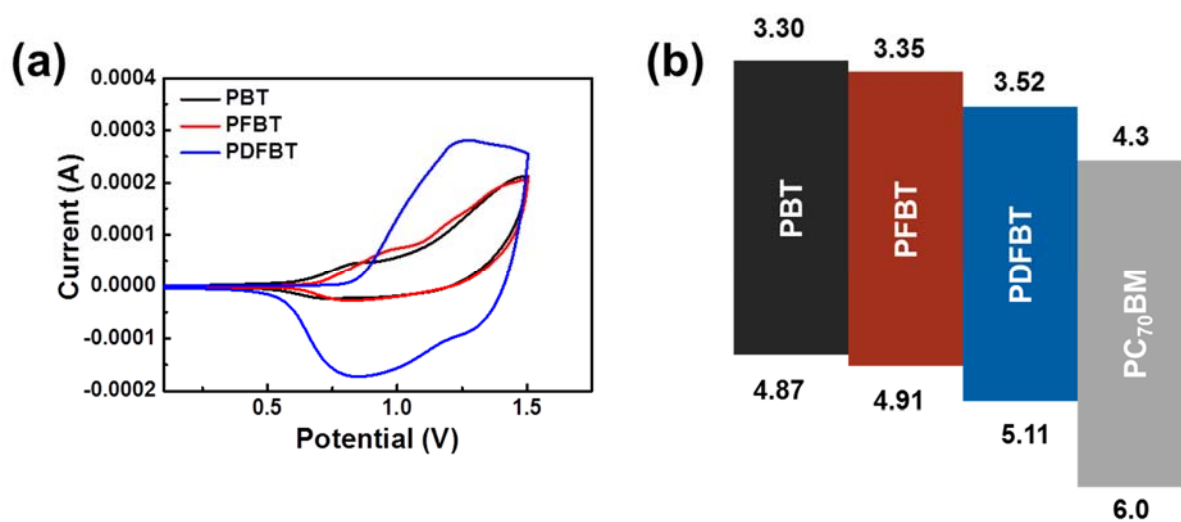 (a)
0.0004
0.0003
0.0002
0.0001
0.0000
-0.0001
-0.0002
Current (A)
PBT
PFBT
PDFBT
0.5
1.0
1.5
Potential (V)
(b)
3.30
3.35
3.52
4.3
PBT
PFBT
PDFBT
PC₇₀BM
4.87
4.91
5.11
6.0